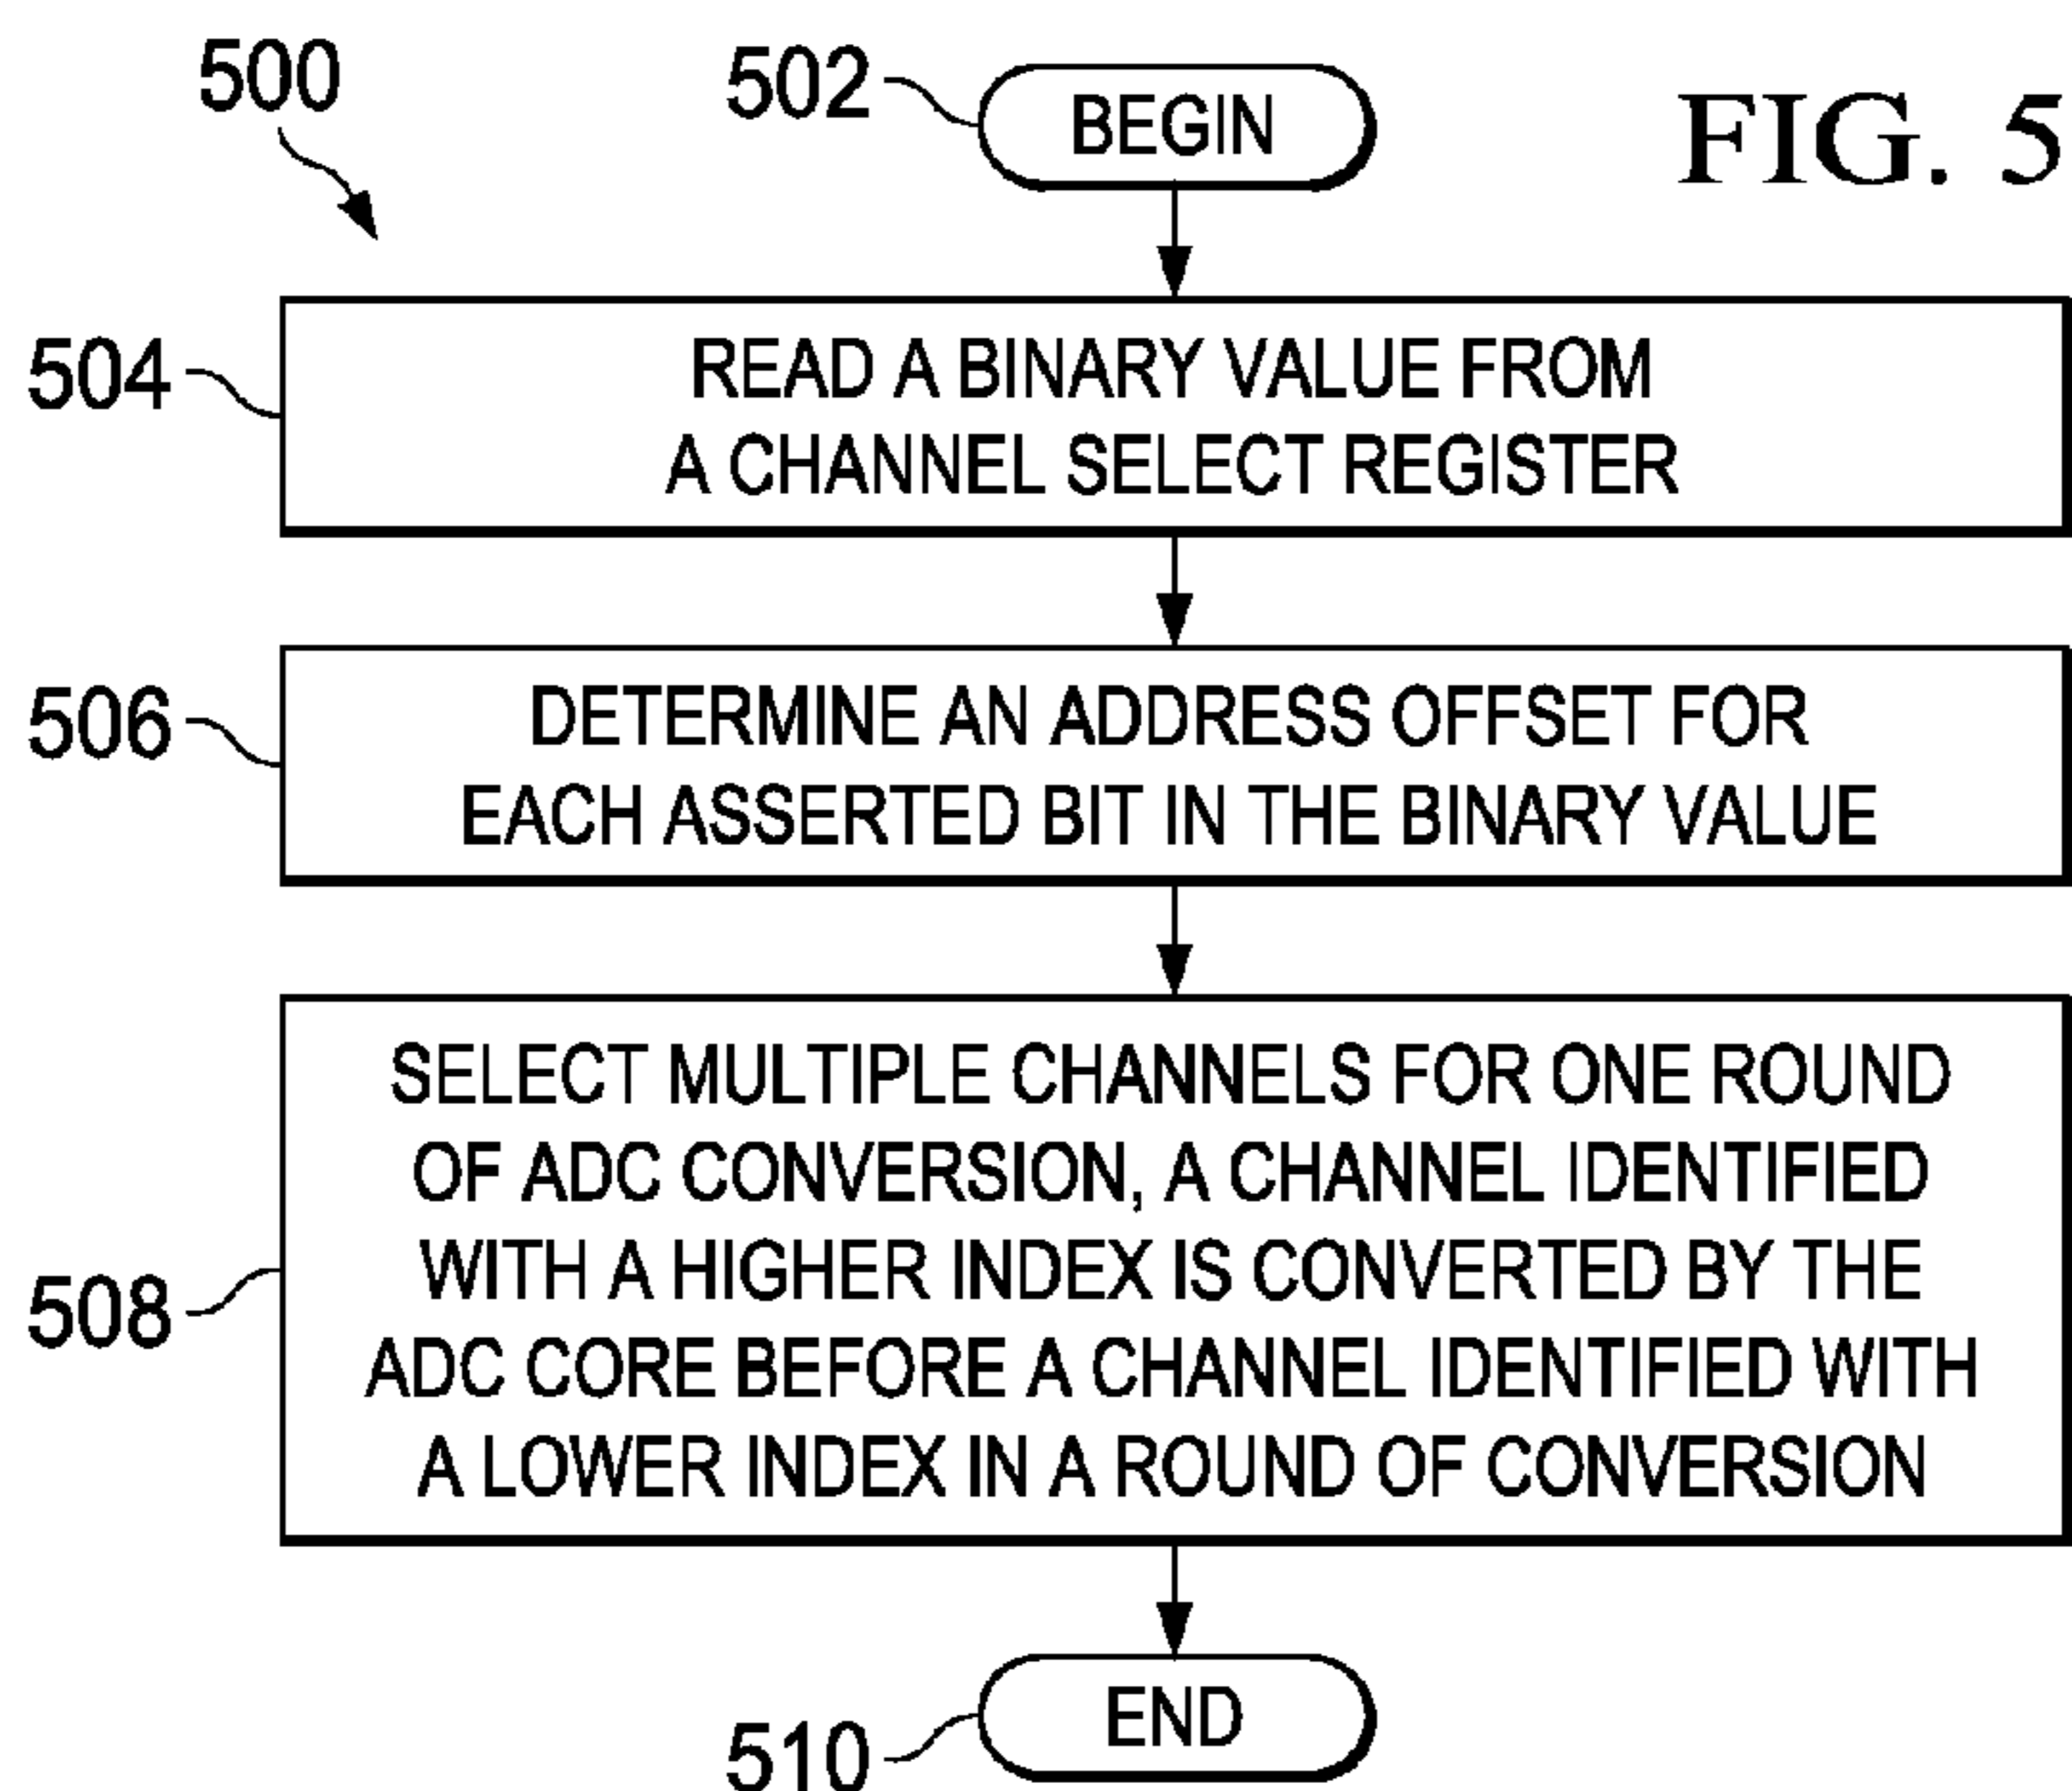 500
502
BEGIN
FIG. 5
504
READ A BINARY VALUE FROM
A CHANNEL SELECT REGISTER
506
DETERMINE AN ADDRESS OFFSET FOR
EACH ASSERTED BIT IN THE BINARY VALUE
508
SELECT MULTIPLE CHANNELS FOR ONE ROUND
OF ADC CONVERSION, A CHANNEL IDENTIFIED
WITH A HIGHER INDEX IS CONVERTED BY THE
ADC CORE BEFORE A CHANNEL IDENTIFIED WITH
A LOWER INDEX IN A ROUND OF CONVERSION
END
510